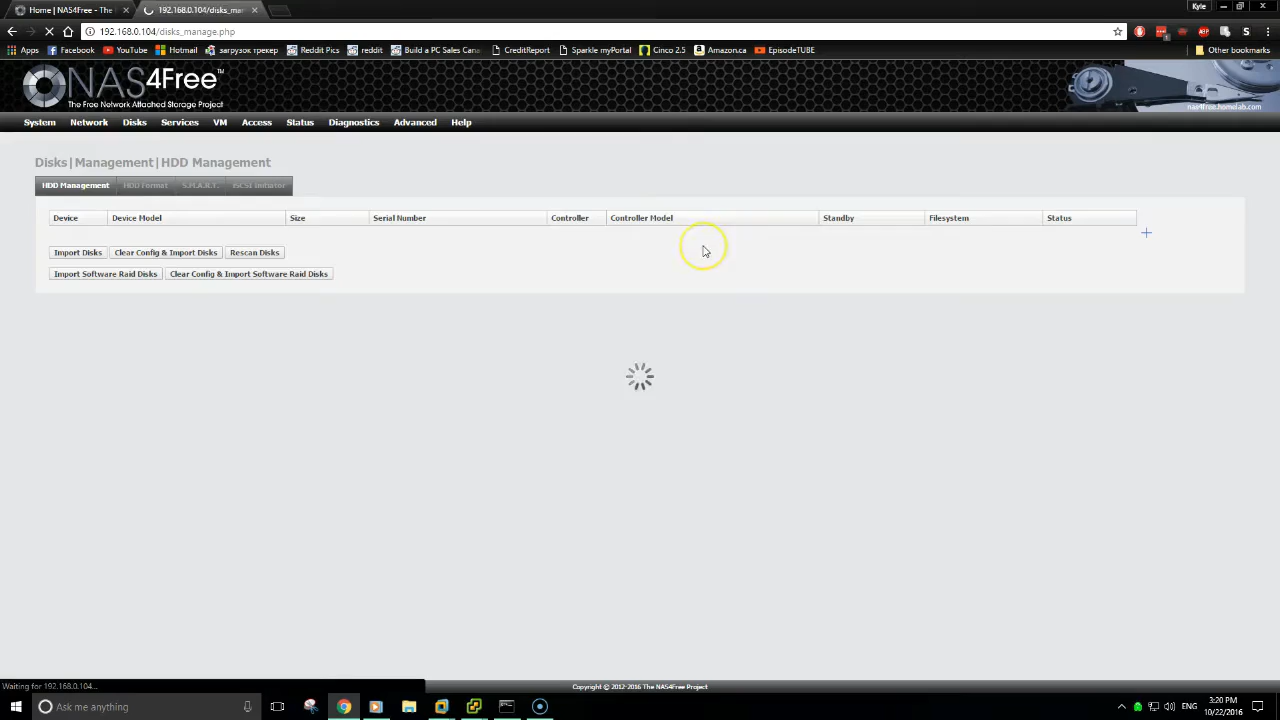 Home | NAS4Free - The
192.168.0.104/disks_man
Kyle
192.168.0.104/disks_manage.php
Apps
Facebook
YouTube
Hotmail
загрузок трекер
Reddit Pics
reddit
Build a PC Sales Cana
CreditReport
Sparkle myPortal
Cinco 2.5
Amazon.ca
EpisodeTUBE
Other bookmarks
NAS4Free™
The Free Network Attached Storage Project
nas4free.homelab.com
System Network Disks Services VM Access Status Diagnostics Advanced Help
Disks|Management|HDD Management
HDD Management HDD Format S.M.A.R.T. iSCSI Initiator
Device Device Model Size Serial Number Controller Controller Model Standby Filesystem Status
Import Disks Clear Config & Import Disks Rescan Disks
Import Software Raid Disks Clear Config & Import Software Raid Disks
Waiting for 192.168.0.104...
Copyright © 2012-2016 The NAS4Free Project
Ask me anything
ENG
3:20 PM
10/22/2016